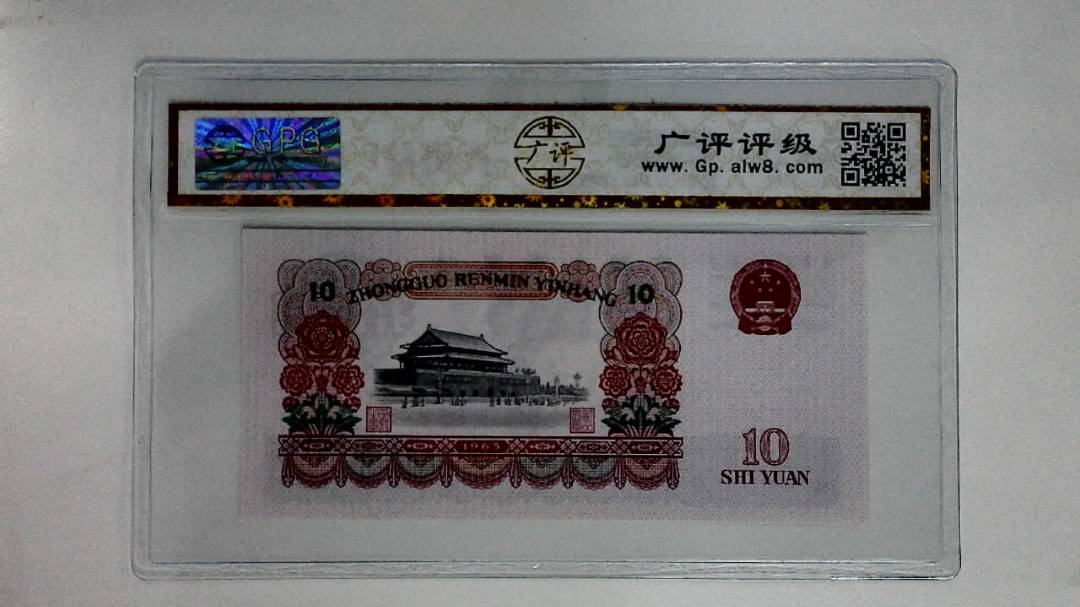 GPG
广评
广评评级
www. Gp. alw8. com
10 ZHONGGUO RENMIN YINHANG 10
1965
10
SHI YUAN